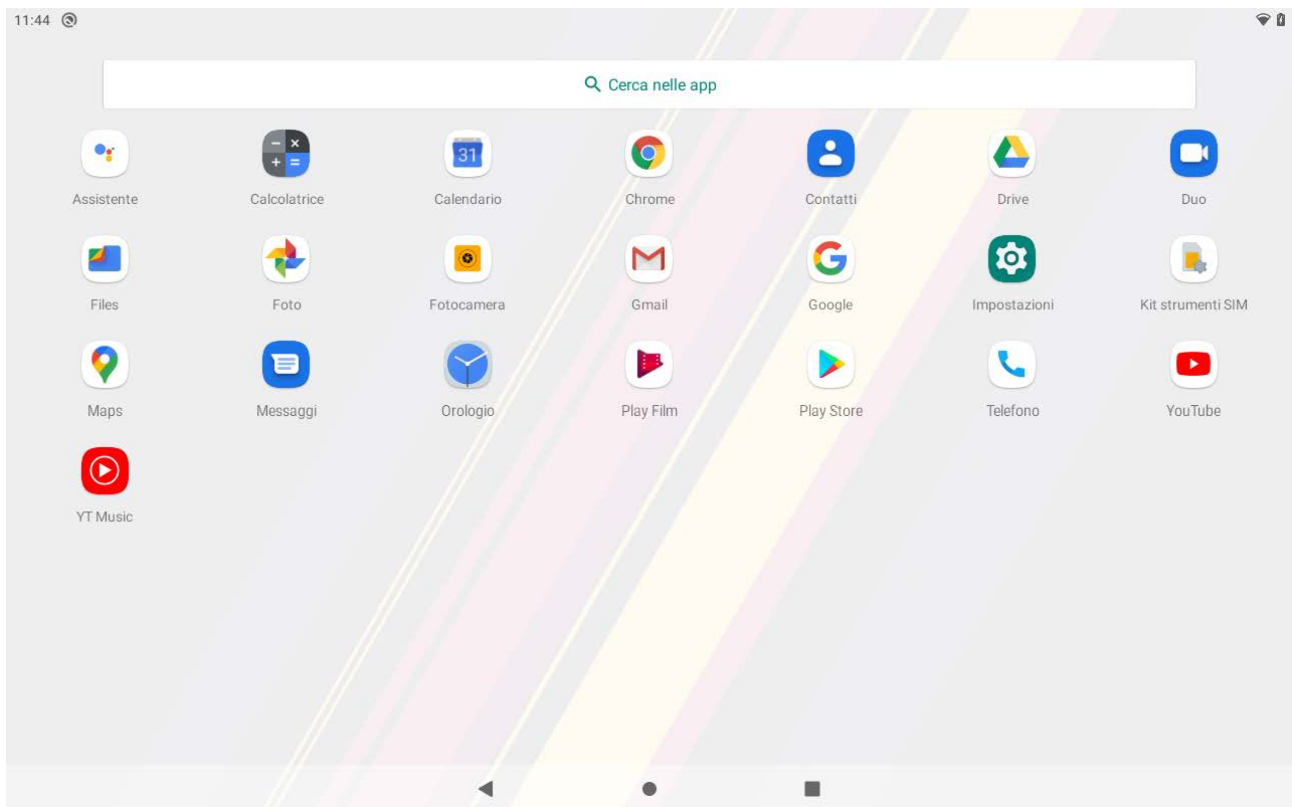 11:44
Cerca nelle app
Assistente Calcolatrice Calendario Chrome Contatti Drive Duo
Files Foto Fotocamera Gmail Google Impostazioni Kit strumenti SIM
Maps Messaggi Orologio Play Film Play Store Telefono YouTube
YT Music